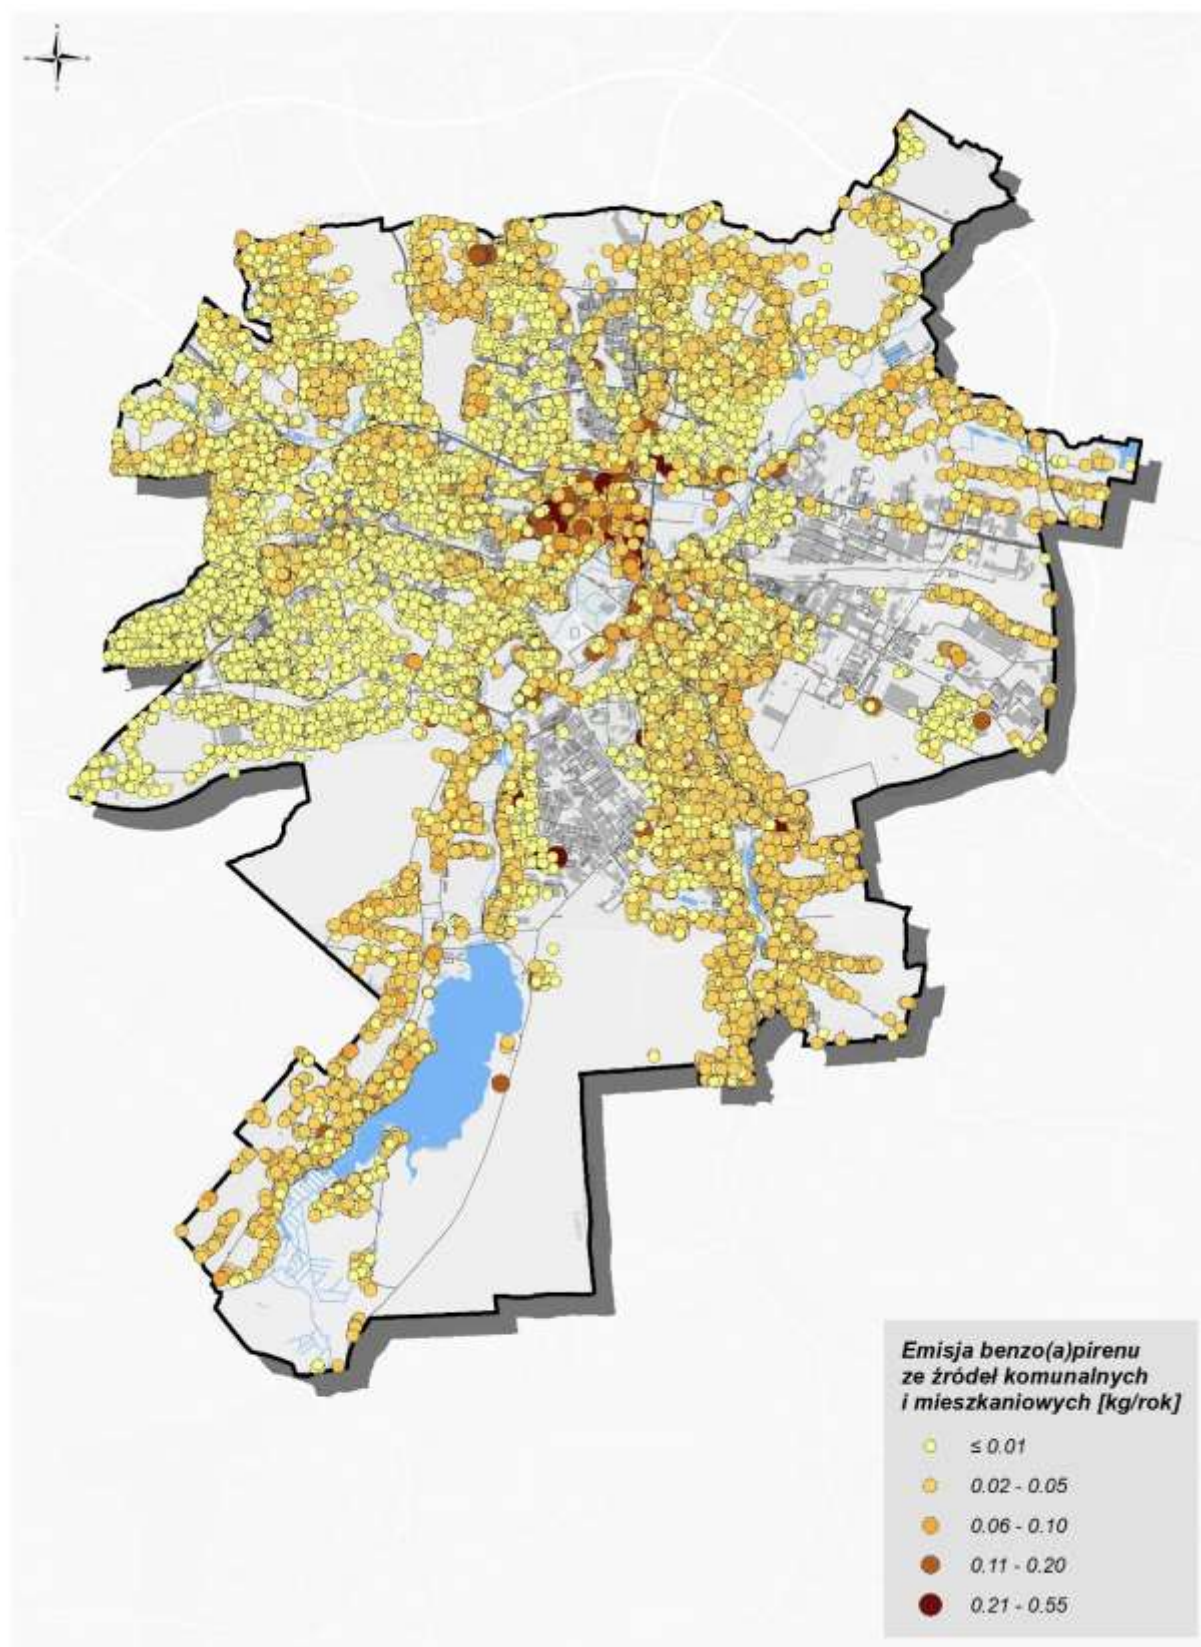 Emisja benzo(a)pirenu
ze źródeł komunalnych
i mieszkaniowych [kg/rok]
≤ 0.01
0.02 - 0.05
0.06 - 0.10
0.11 - 0.20
0.21 - 0.55